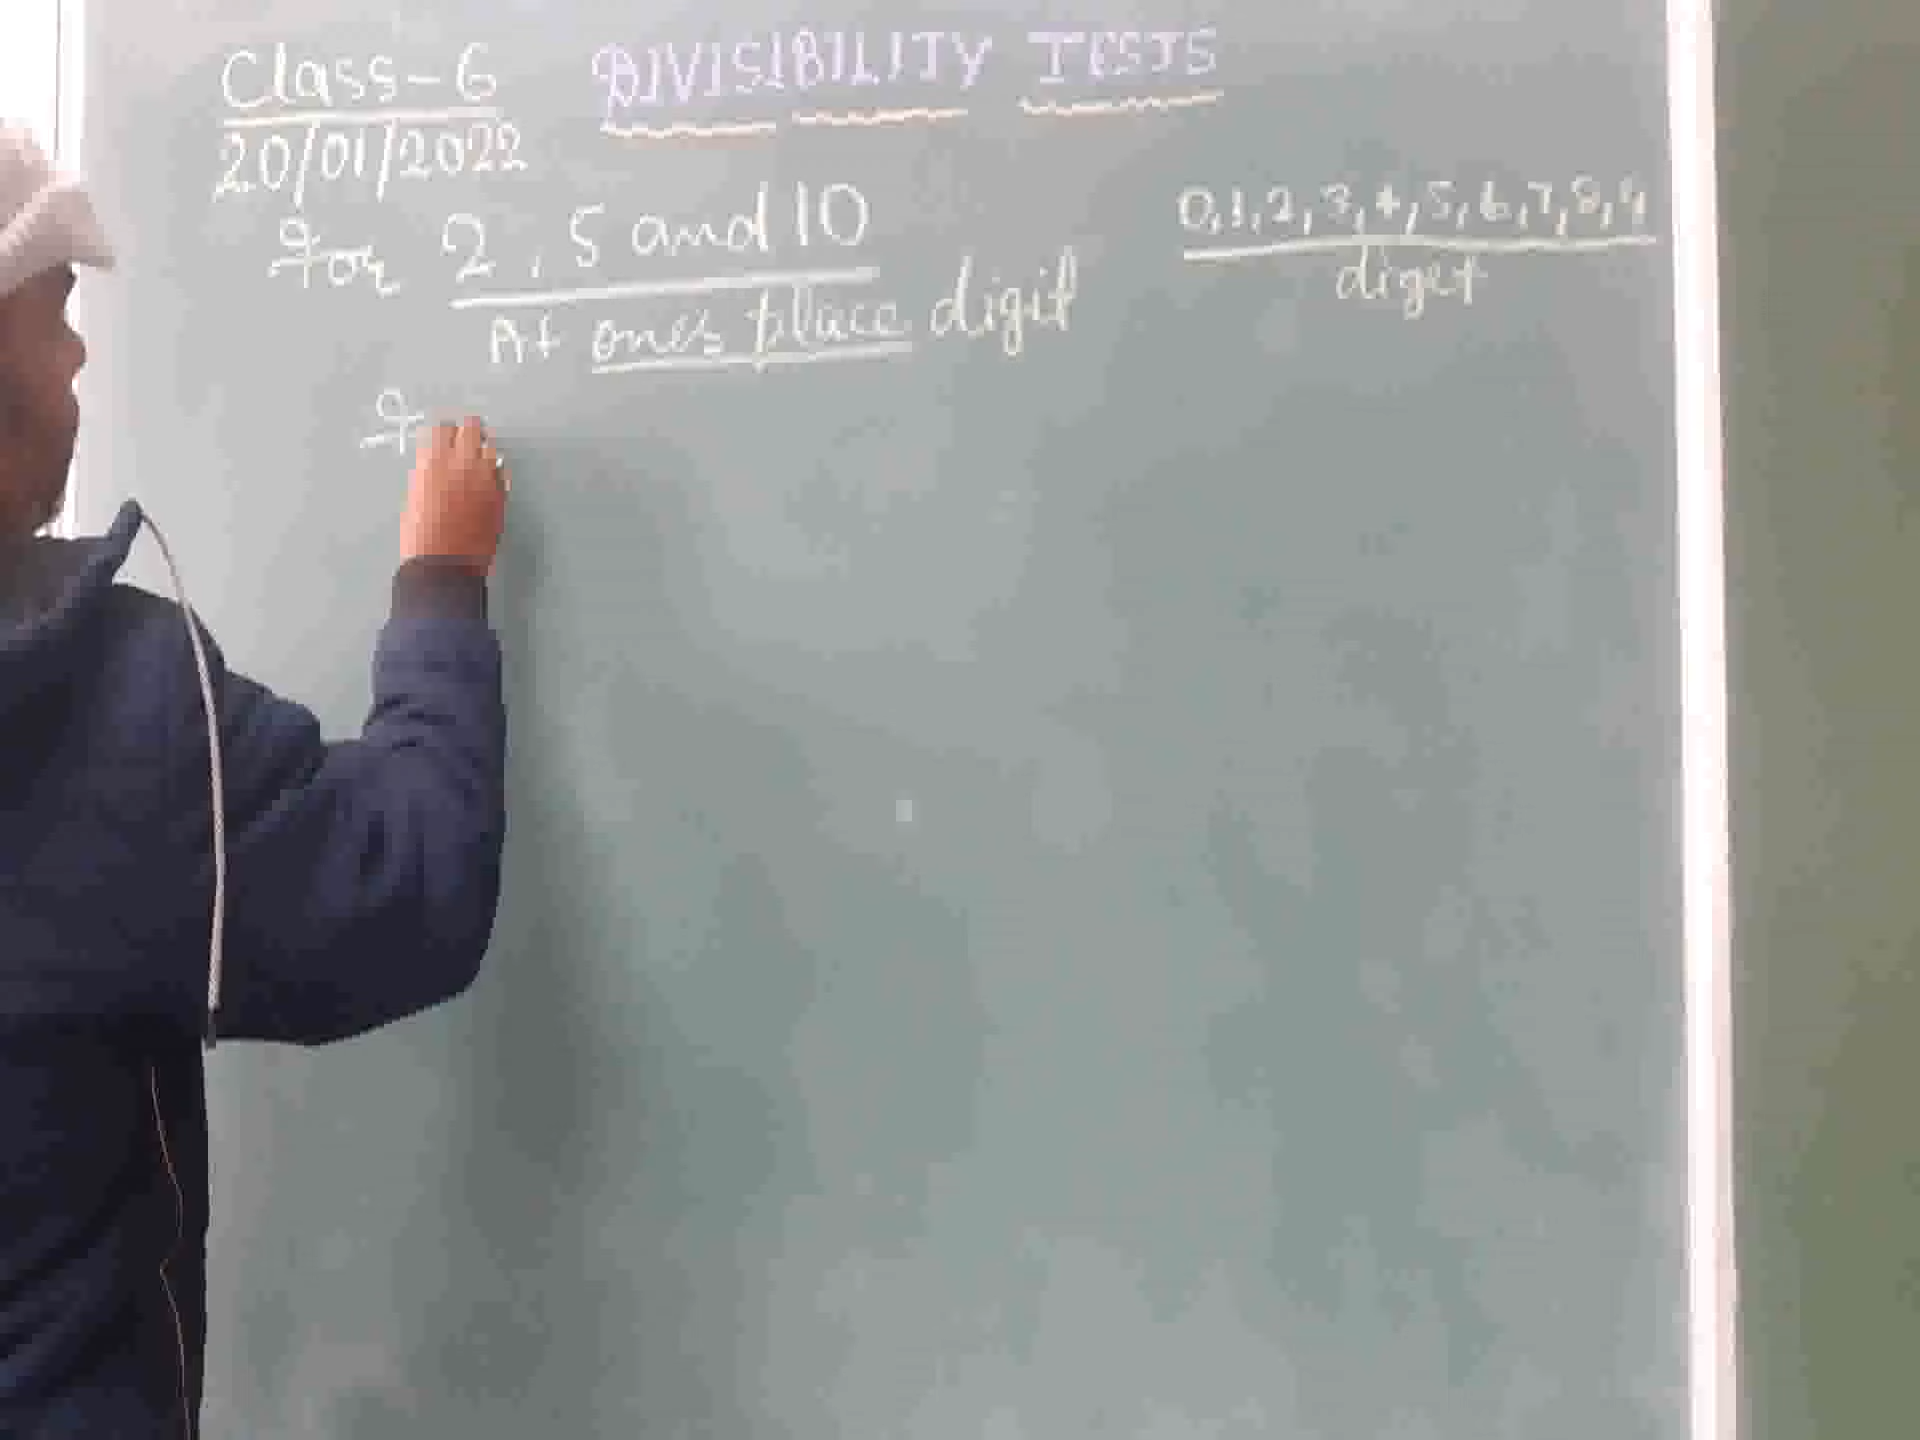 Class-6 DIVISIBILITY TESTS
20/01/2022
For 2, 5 and 10
0,1,2,3,4,5,6,7,8,9
digit
At ones place digit